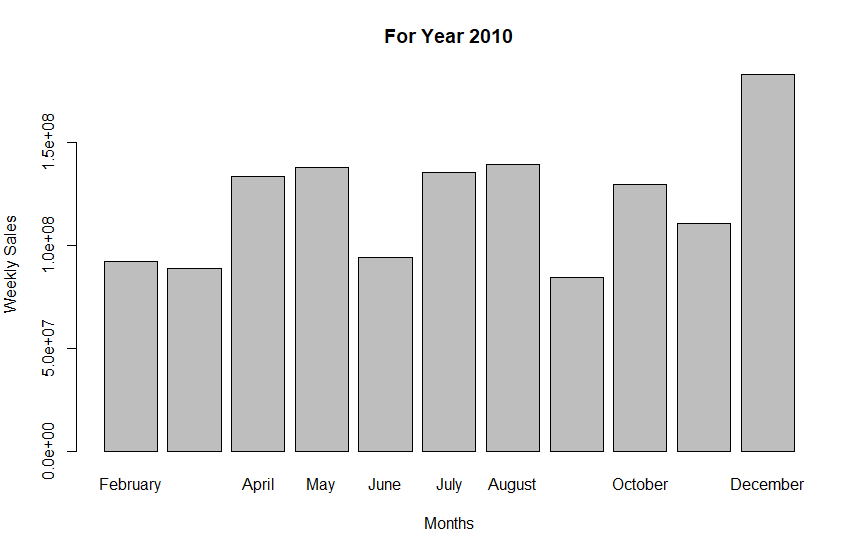 For Year 2010
Weekly Sales
1.5e+08
1.0e+08
5.0e+07
0.0e+00
February April May June July August October December
Months